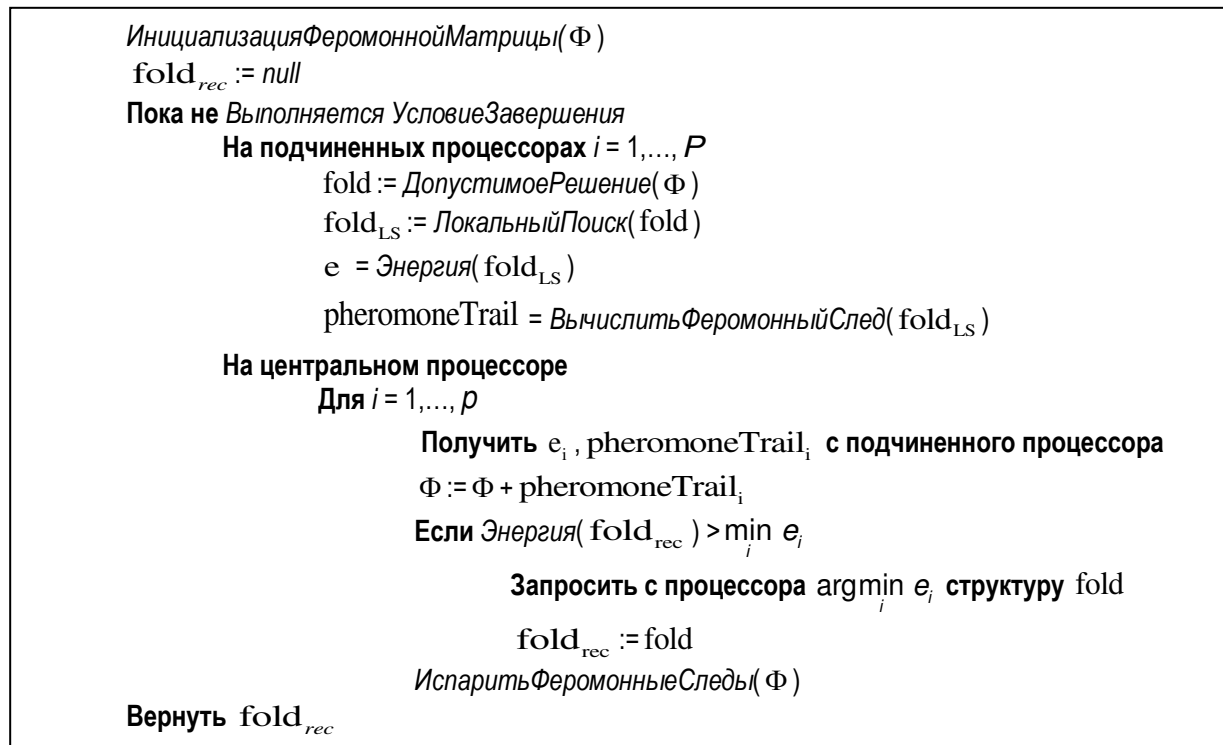 ИнициализацияФеромоннойМатрицы(Φ)
fold_rec := null
Пока не Выполняется УсловиеЗавершения
На подчиненных процессорах i = 1,..., P
fold := ДопустимоеРешение(Φ)
fold_LS := ЛокальныйПоиск(fold)
e = Энергия(fold_LS)
pheromoneTrail = ВычислитьФеромонныйСлед(fold_LS)
На центральном процессоре
Для i = 1,..., p
Получить e_i, pheromoneTrail_i с подчиненного процессора
Φ := Φ + pheromoneTrail_i
Если Энергия(fold_rec) > min_i e_i
Запросить с процессора argmin_i e_i структуру fold
fold_rec := fold
ИспаритьФеромонныеСледы(Φ)
Вернуть fold_rec